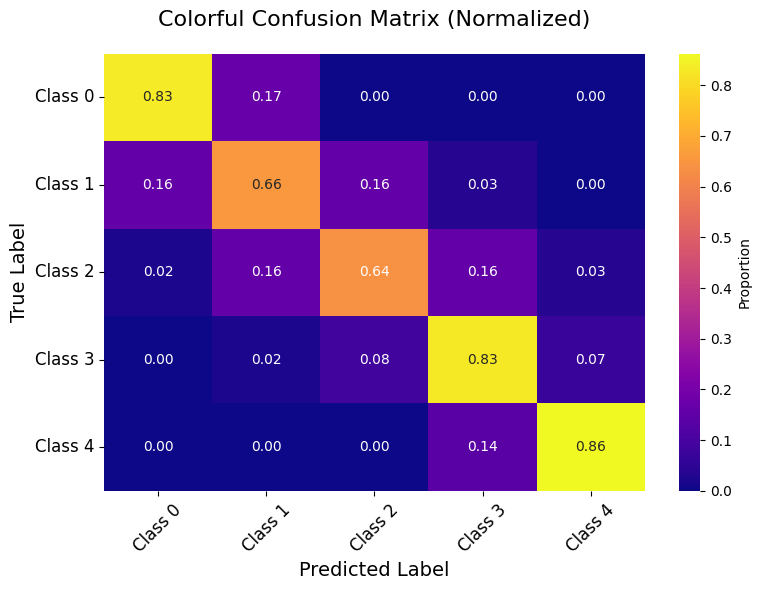 Colorful Confusion Matrix (Normalized)
Class 0 0.83 0.17 0.00 0.00 0.00
Class 1 0.16 0.66 0.16 0.03 0.00
Class 2 0.02 0.16 0.64 0.16 0.03
Class 3 0.00 0.02 0.08 0.83 0.07
Class 4 0.00 0.00 0.00 0.14 0.86
True Label
Class 0 Class 1 Class 2 Class 3 Class 4
Predicted Label
0.8
0.7
0.6
0.5
0.4
0.3
0.2
0.1
0.0
Proportion